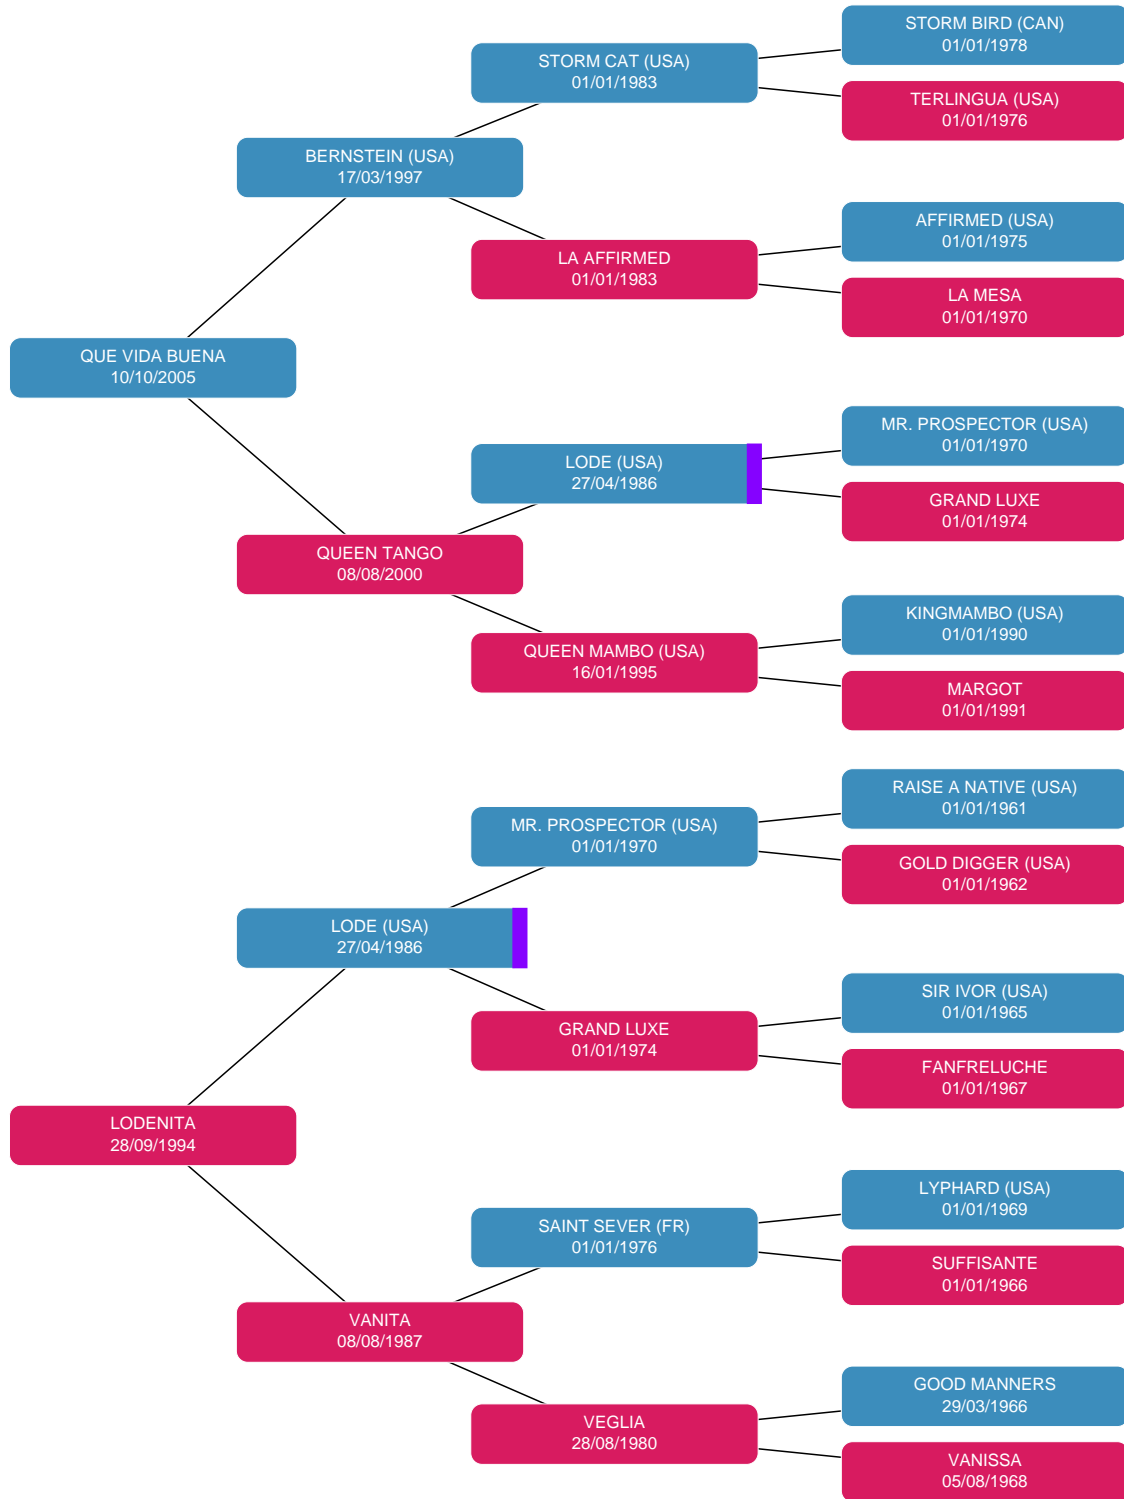 STORM BIRD (CAN)
01/01/1978
STORM CAT (USA)
01/01/1983
TERLINGUA (USA)
01/01/1976
BERNSTEIN (USA)
17/03/1997
AFFIRMED (USA)
01/01/1975
LA AFFIRMED
01/01/1983
LA MESA
01/01/1970
QUE VIDA BUENA
10/10/2005
MR. PROSPECTOR (USA)
01/01/1970
LODE (USA)
27/04/1986
GRAND LUXE
01/01/1974
QUEEN TANGO
08/08/2000
KINGMAMBO (USA)
01/01/1990
QUEEN MAMBO (USA)
16/01/1995
MARGOT
01/01/1991
RAISE A NATIVE (USA)
01/01/1961
MR. PROSPECTOR (USA)
01/01/1970
GOLD DIGGER (USA)
01/01/1962
LODE (USA)
27/04/1986
SIR IVOR (USA)
01/01/1965
GRAND LUXE
01/01/1974
FANFRELUCHE
01/01/1967
LODENITA
28/09/1994
LYPHARD (USA)
01/01/1969
SAINT SEVER (FR)
01/01/1976
SUFFISANTE
01/01/1966
VANITA
08/08/1987
GOOD MANNERS
29/03/1966
VEGLIA
28/08/1980
VANISSA
05/08/1968